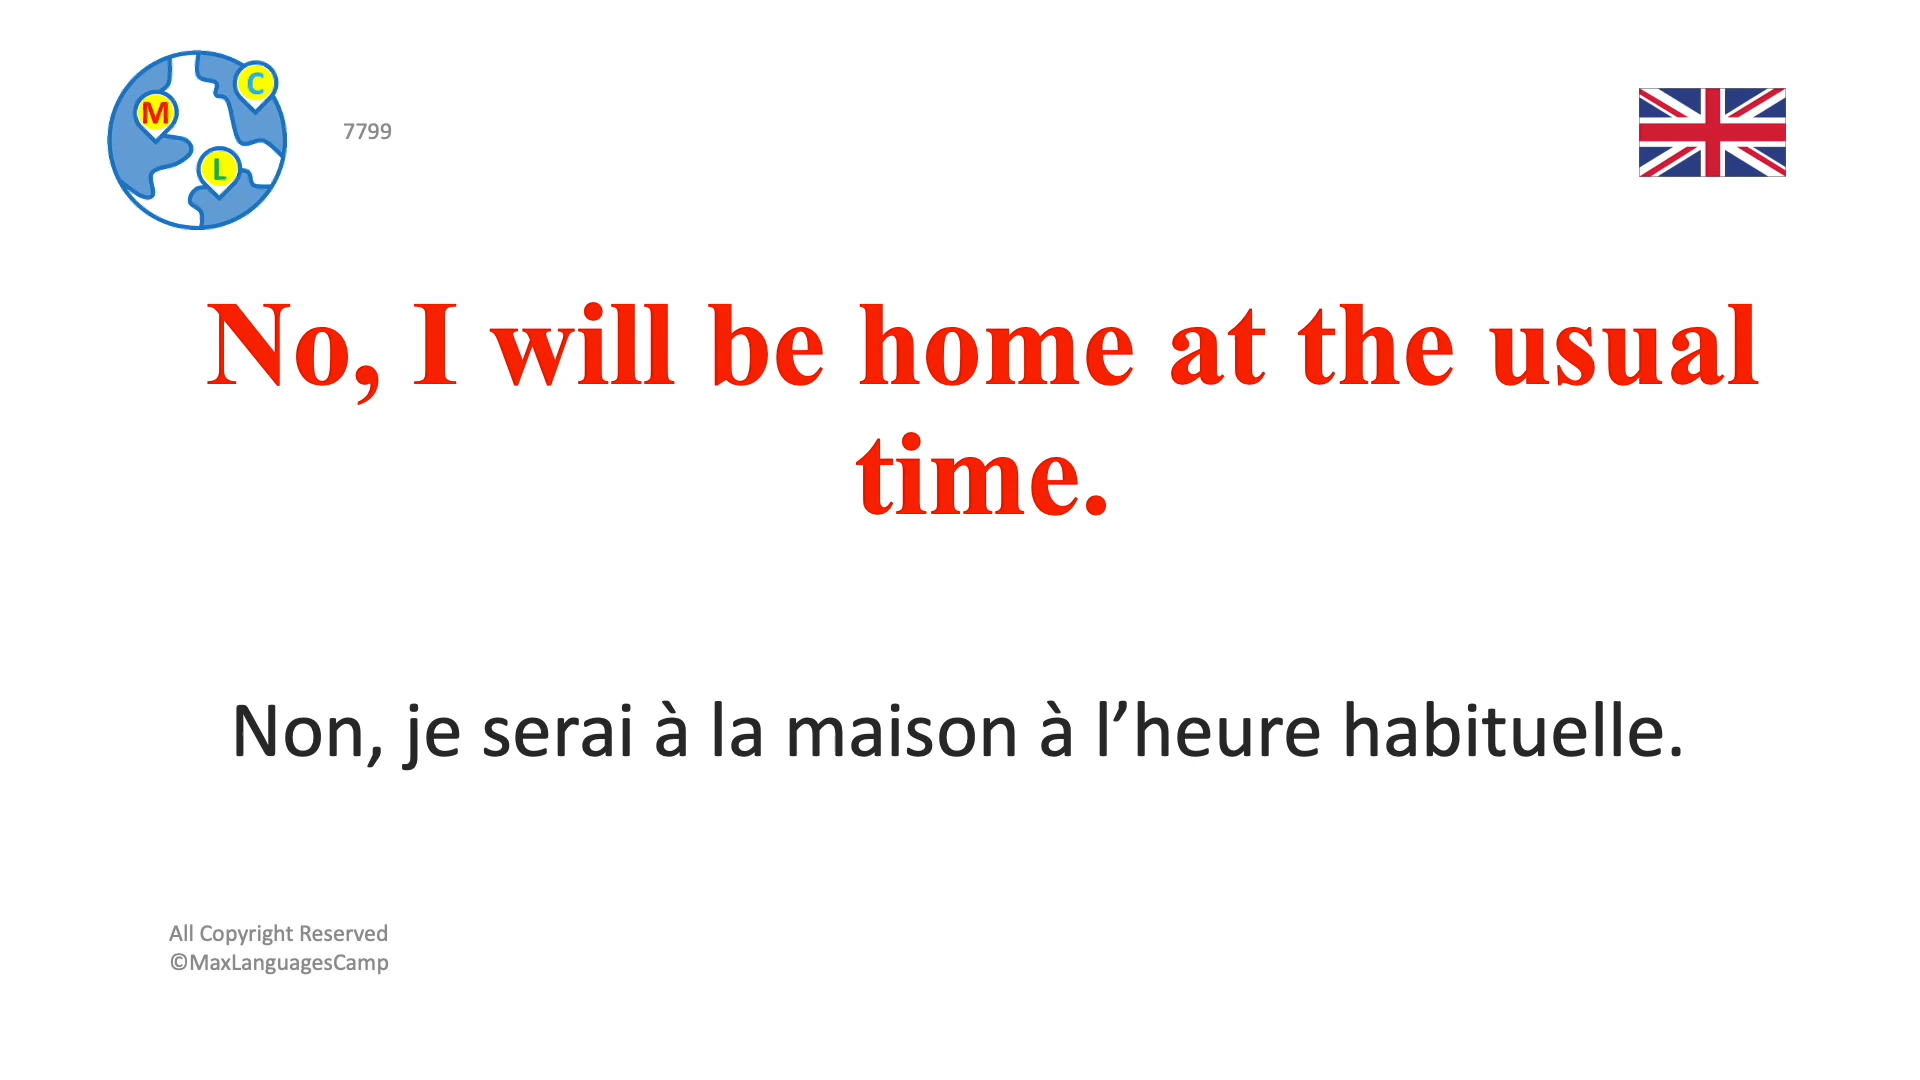 M
C
L
7799
No, I will be home at the usual
time.
Non, je serai à la maison à l’heure habituelle.
All Copyright Reserved
©MaxLanguagesCamp